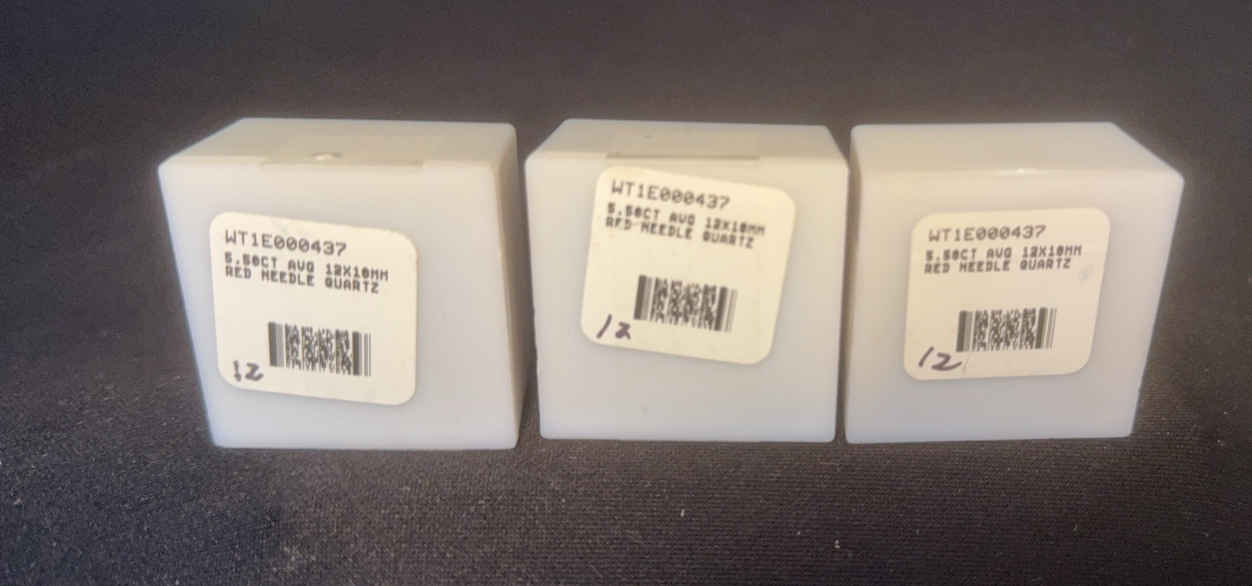 WT1E000437
5.50CT AVG 12X10MM
RED NEEDLE QUARTZ
12
WT1E000437
5.50CT AVG 12X10MM
RED NEEDLE QUARTZ
12
WT1E000437
5.50CT AVG 12X10MM
RED NEEDLE QUARTZ
12